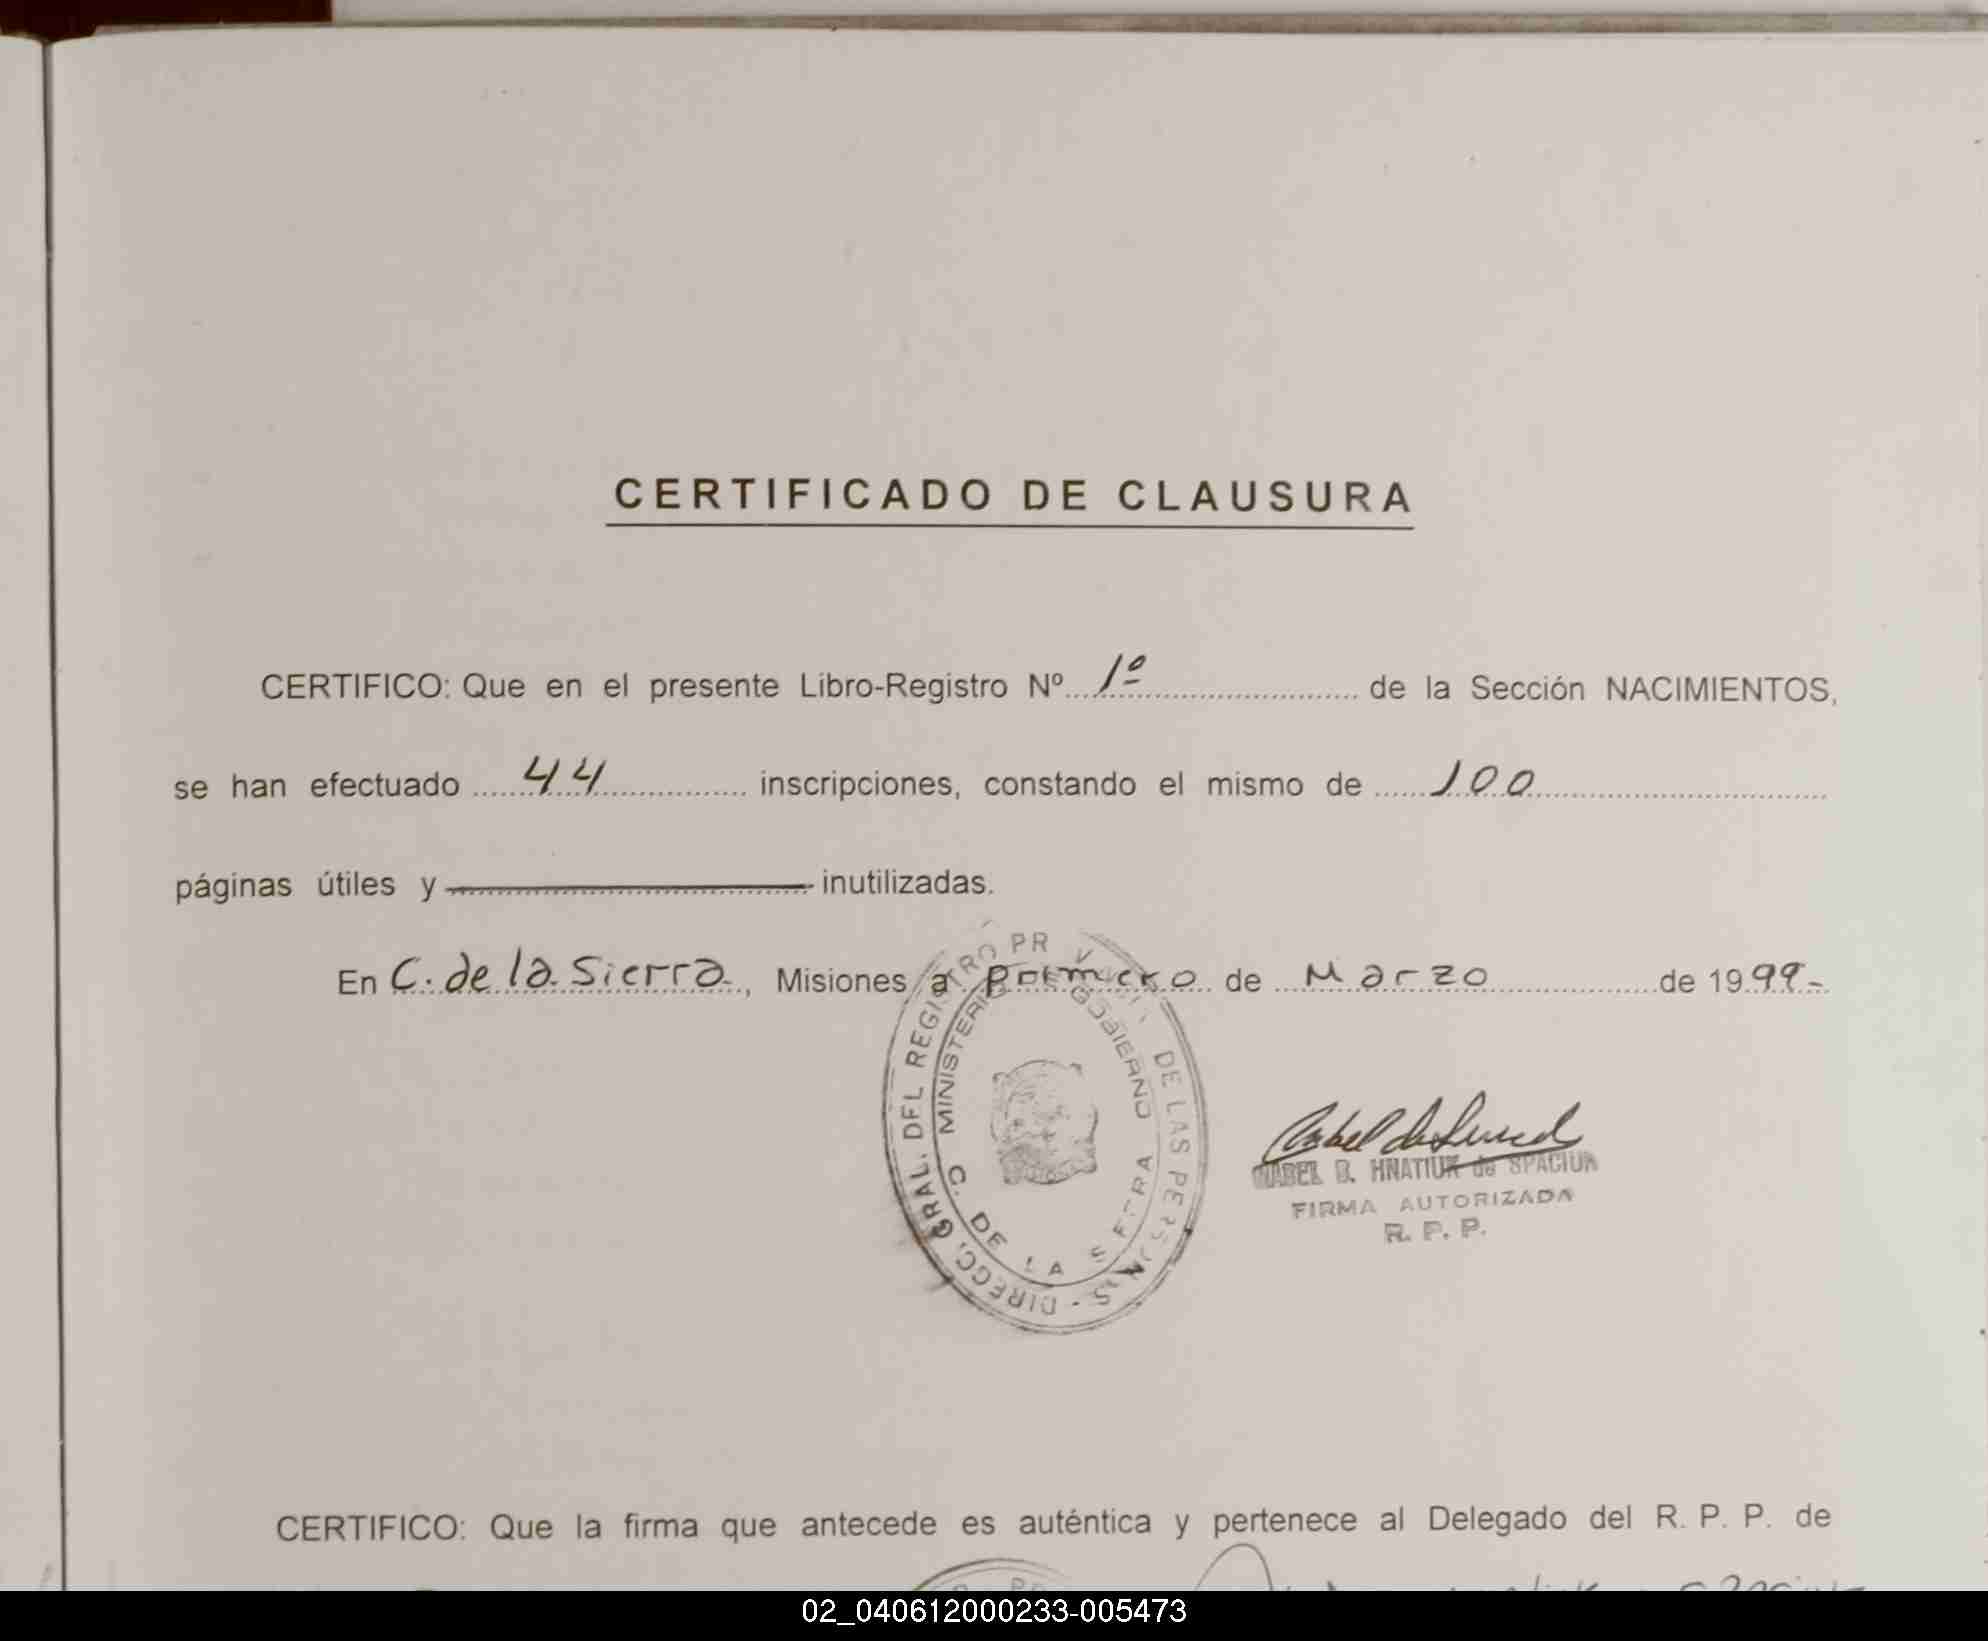 CERTIFICADO DE CLAUSURA
CERTIFICO: Que en el presente Libro-Registro Nº 1º de la Sección NACIMIENTOS,
se han efectuado 44 inscripciones, constando el mismo de 100
páginas útiles y inutilizadas.
En C. de la Sierra, Misiones a primero de Marzo de 1999.-
DIRECC. GRAL. DEL REGISTRO DE LAS PERSONAS
MINISTERIO DE GOBIERNO
C. DE LA SIERRA
B. HNATIUK de SPACIUK
FIRMA AUTORIZADA
R. P. P.
CERTIFICO: Que la firma que antecede es auténtica y pertenece al Delegado del R. P. P. de
02_040612000233-005473